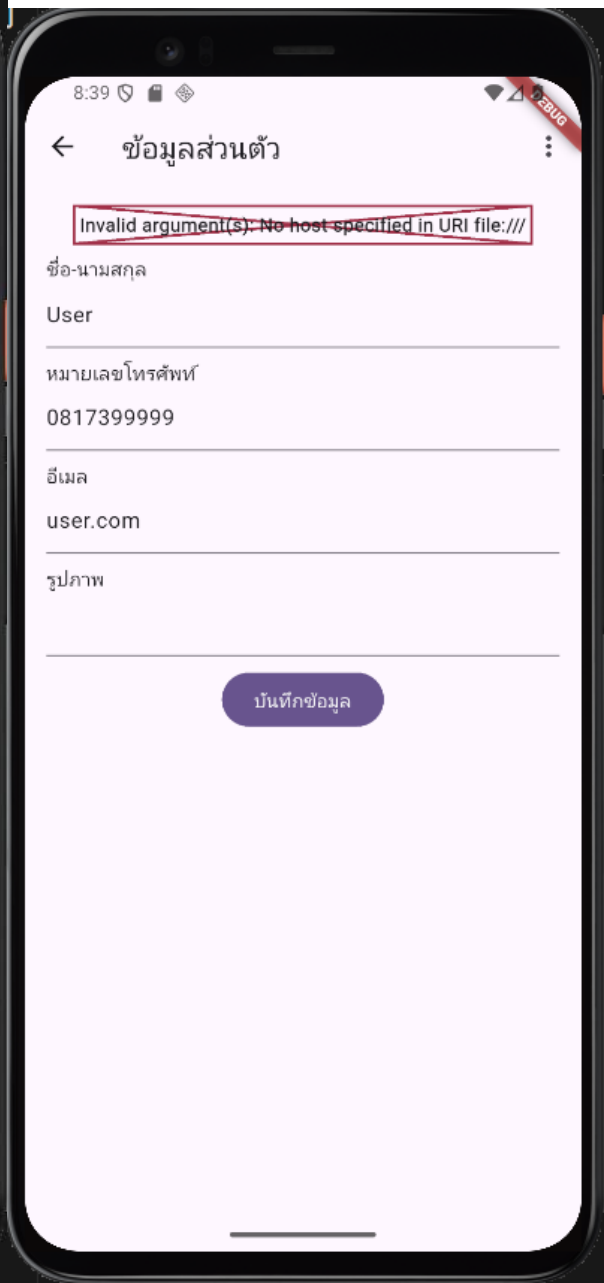 8:39
DEBUG
ข้อมูลส่วนตัว
Invalid argument(s): No host specified in URI file:///
ชื่อ-นามสกุล
User
หมายเลขโทรศัพท์
0817399999
อีเมล
user.com
รูปภาพ
บันทึกข้อมูล